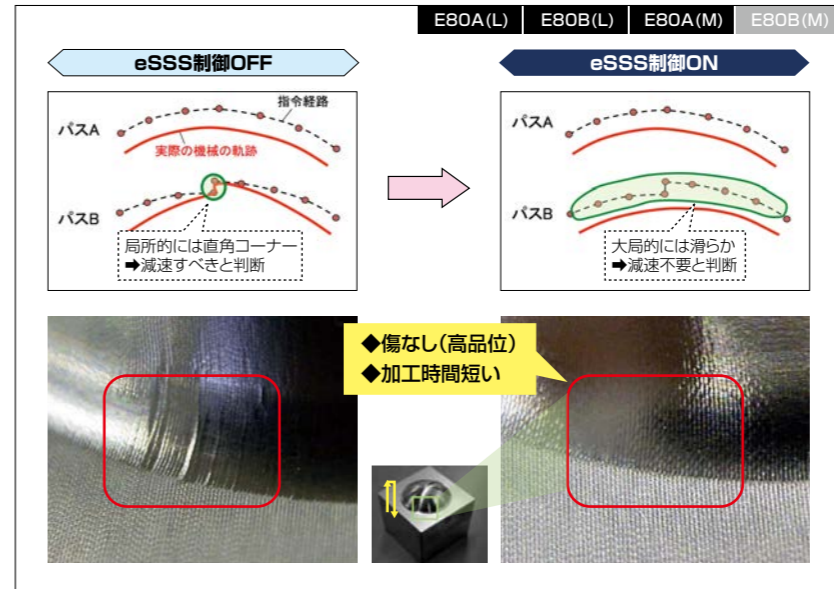 E80A(L) E80B(L) E80A(M) E80B(M)
eSSS制御OFF
eSSS制御ON
パスA
指令経路
実際の機械の軌跡
パスB
局所的には直角コーナー
➡減速すべきと判断
パスA
パスB
大局的には滑らか
➡減速不要と判断
◆傷なし(高品位)
◆加工時間短い